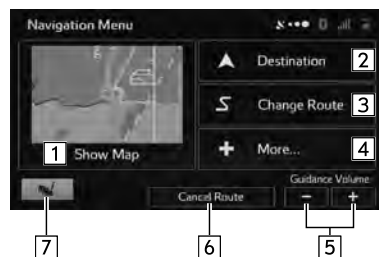 Navigation Menu
2 Destination
3 Change Route
4 More...
1 Show Map
Guidance Volume
Cancel Route
− +
7 6 5